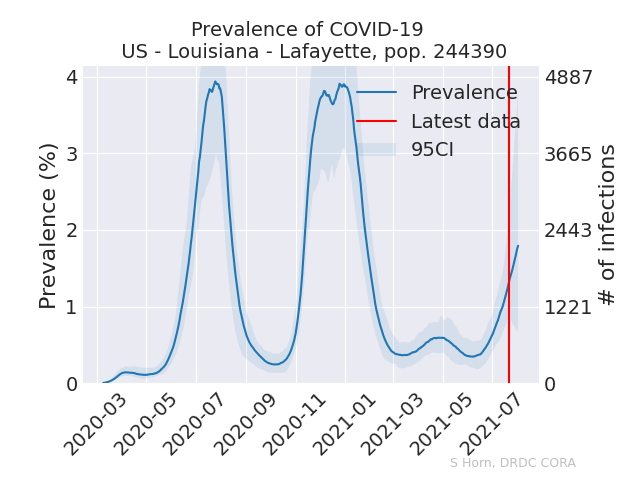 Prevalence of COVID-19
US - Louisiana - Lafayette, pop. 244390
Prevalence
Latest data
95CI
Prevalence (%)
4
3
2
1
0
4887
3665
2443
1221
0
# of infections
2020-03
2020-05
2020-07
2020-09
2020-11
2021-01
2021-03
2021-05
2021-07
S Horn, DRDC CORA